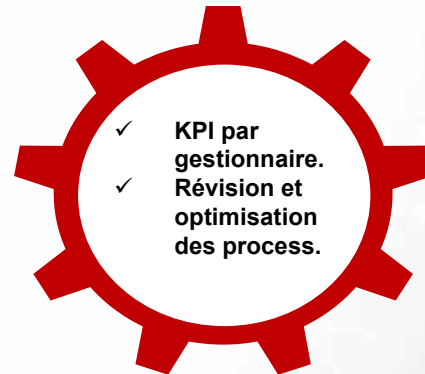 ✓ KPI par
gestionnaire.
✓ Révision et
optimisation
des process.